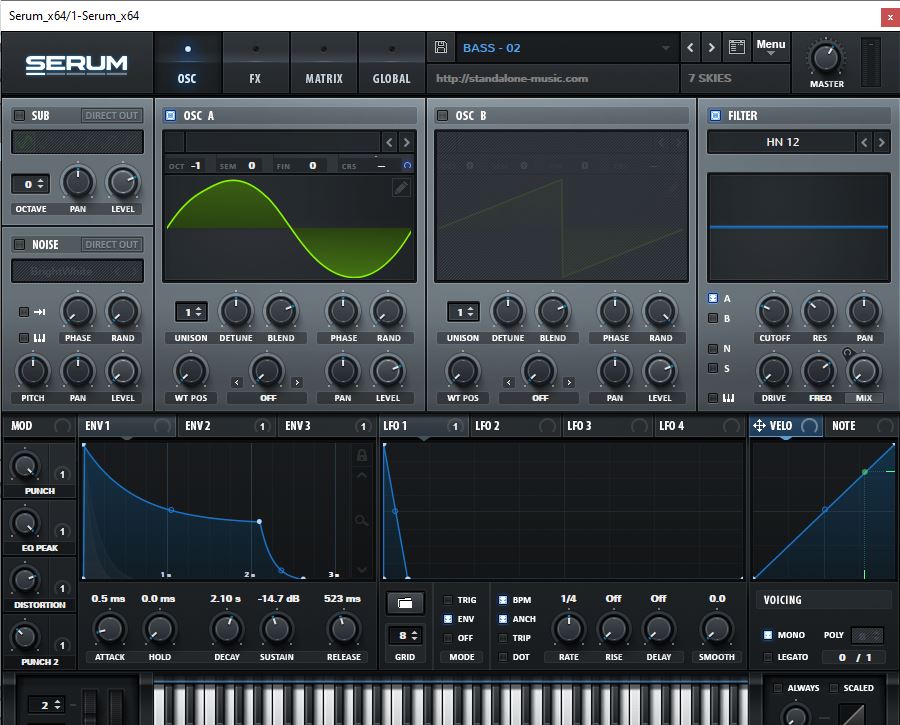 Serum_x64/1-Serum_x64
x
SERUM
OSC
FX
MATRIX
GLOBAL
BASS - 02
http://standalone-music.com
7 SKIES
Menu
MASTER
SUB
DIRECT OUT
0
OCTAVE
PAN
LEVEL
NOISE
DIRECT OUT
BrightWhite
PHASE
RAND
PITCH
PAN
LEVEL
OSC A
OCT -1
SEM 0
FIN 0
CRS --
1
UNISON
DETUNE
BLEND
PHASE
RAND
WT POS
OFF
PAN
LEVEL
OSC B
1
UNISON
DETUNE
BLEND
PHASE
RAND
WT POS
OFF
PAN
LEVEL
FILTER
HN 12
A
B
N
S
CUTOFF
RES
PAN
DRIVE
FREQ
MIX
MOD
ENV 1
ENV 2 1
ENV 3 1
LFO 1 1
LFO 2
LFO 3
LFO 4
VELO
NOTE
1
PUNCH
1
EQ PEAK
1
DISTORTION
1
PUNCH 2
1 s
2 s
3 s
0.5 ms
0.0 ms
2.10 s
-14.7 dB
523 ms
ATTACK
HOLD
DECAY
SUSTAIN
RELEASE
8
GRID
TRIG
ENV
OFF
MODE
BPM
ANCH
TRIP
DOT
1/4
Off
Off
0.0
RATE
RISE
DELAY
SMOOTH
VOICING
MONO
POLY
LEGATO
0 / 1
2
ALWAYS
SCALED